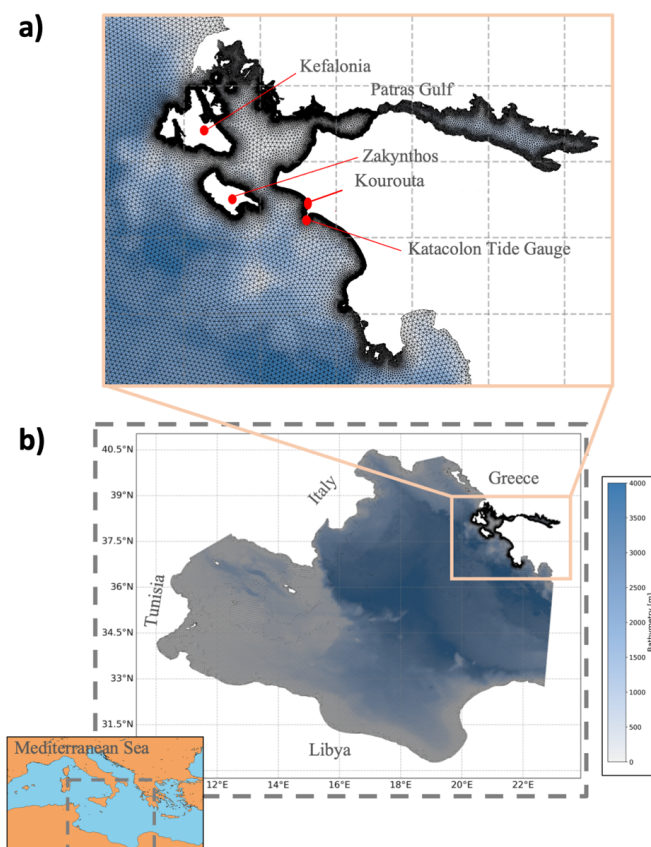 a)
Kefalonia
Patras Gulf
Zakynthos
Kourouta
Katacolon Tide Gauge
b)
40.5°N
39°N
37.5°N
36°N
34.5°N
33°N
31.5°N
Italy
Greece
Tunisia
Libya
12°E
14°E
16°E
18°E
20°E
22°E
4000
3500
3000
2500
2000
1500
1000
500
0
Bathymetry [m]
Mediterranean Sea